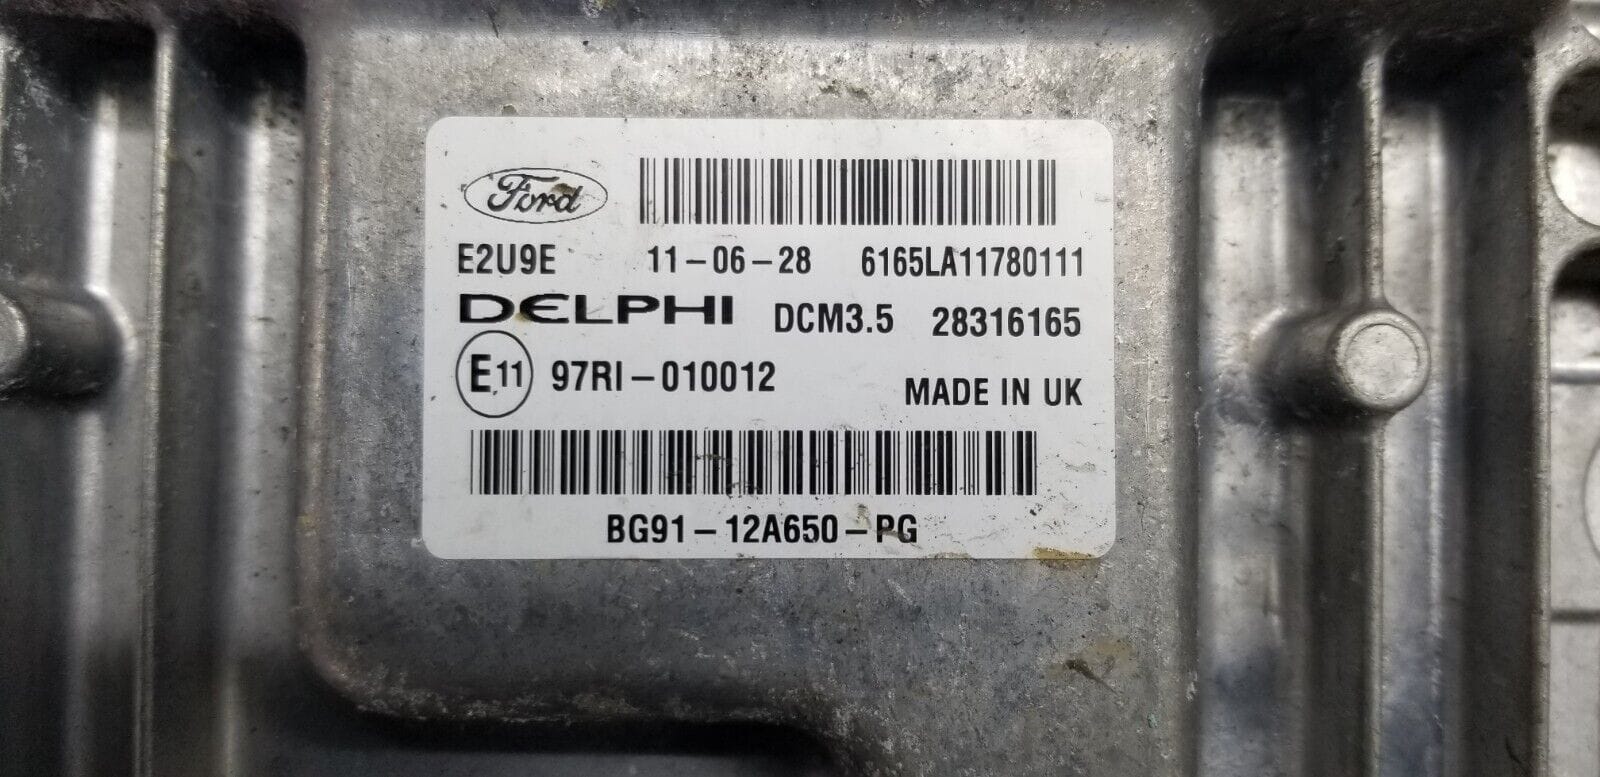 Ford
E2U9E 11-06-28 6165LA11780111
DELPHI DCM3.5 28316165
E11 97RI-010012 MADE IN UK
BG91-12A650-PG